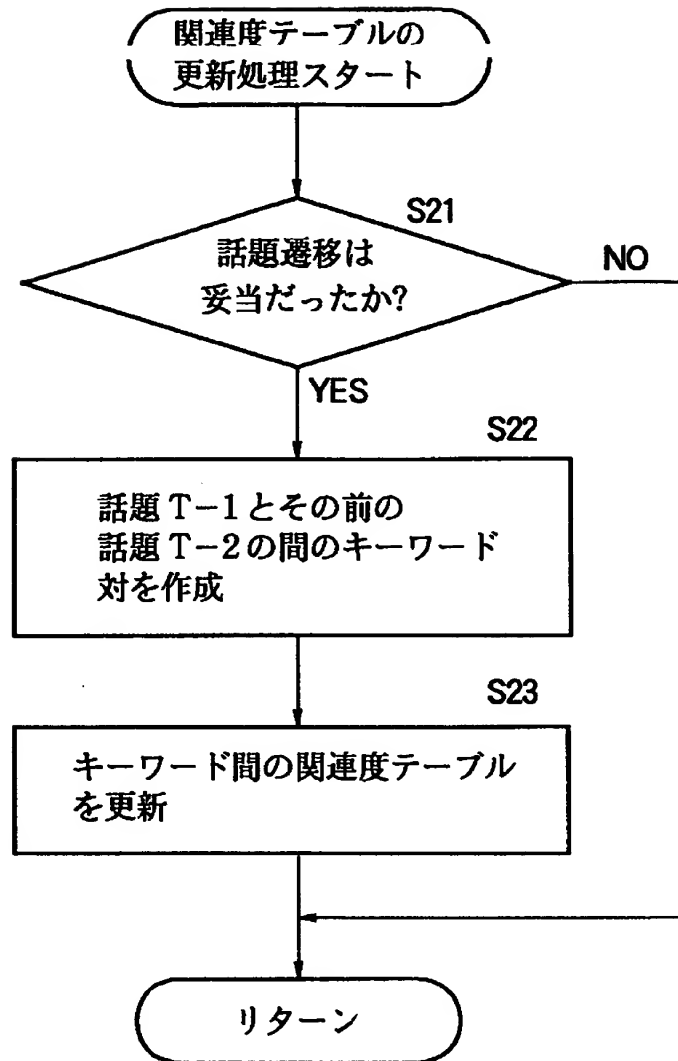 関連度テーブルの
更新処理スタート
S21
話題遷移は
妥当だったか?
NO
YES
S22
話題T-1とその前の
話題T-2の間のキーワード
対を作成
S23
キーワード間の関連度テーブル
を更新
リターン